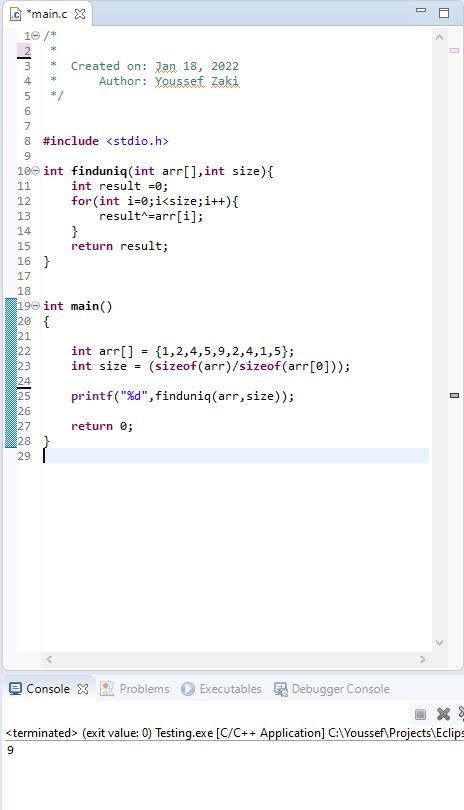 *main.c
1 /*
2 *
3 * Created on: Jan 18, 2022
4 * Author: Youssef Zaki
5 */
6
7
8 #include <stdio.h>
9
10 int finduniq(int arr[],int size){
11 int result =0;
12 for(int i=0;i<size;i++){
13 result^=arr[i];
14 }
15 return result;
16 }
17
18
19 int main()
20 {
21
22 int arr[] = {1,2,4,5,9,2,4,1,5};
23 int size = (sizeof(arr)/sizeof(arr[0]));
24
25 printf("%d",finduniq(arr,size));
26
27 return 0;
28 }
29
Console Problems Executables Debugger Console
<terminated> (exit value: 0) Testing.exe [C/C++ Application] C:\Youssef\Projects\Eclips
9